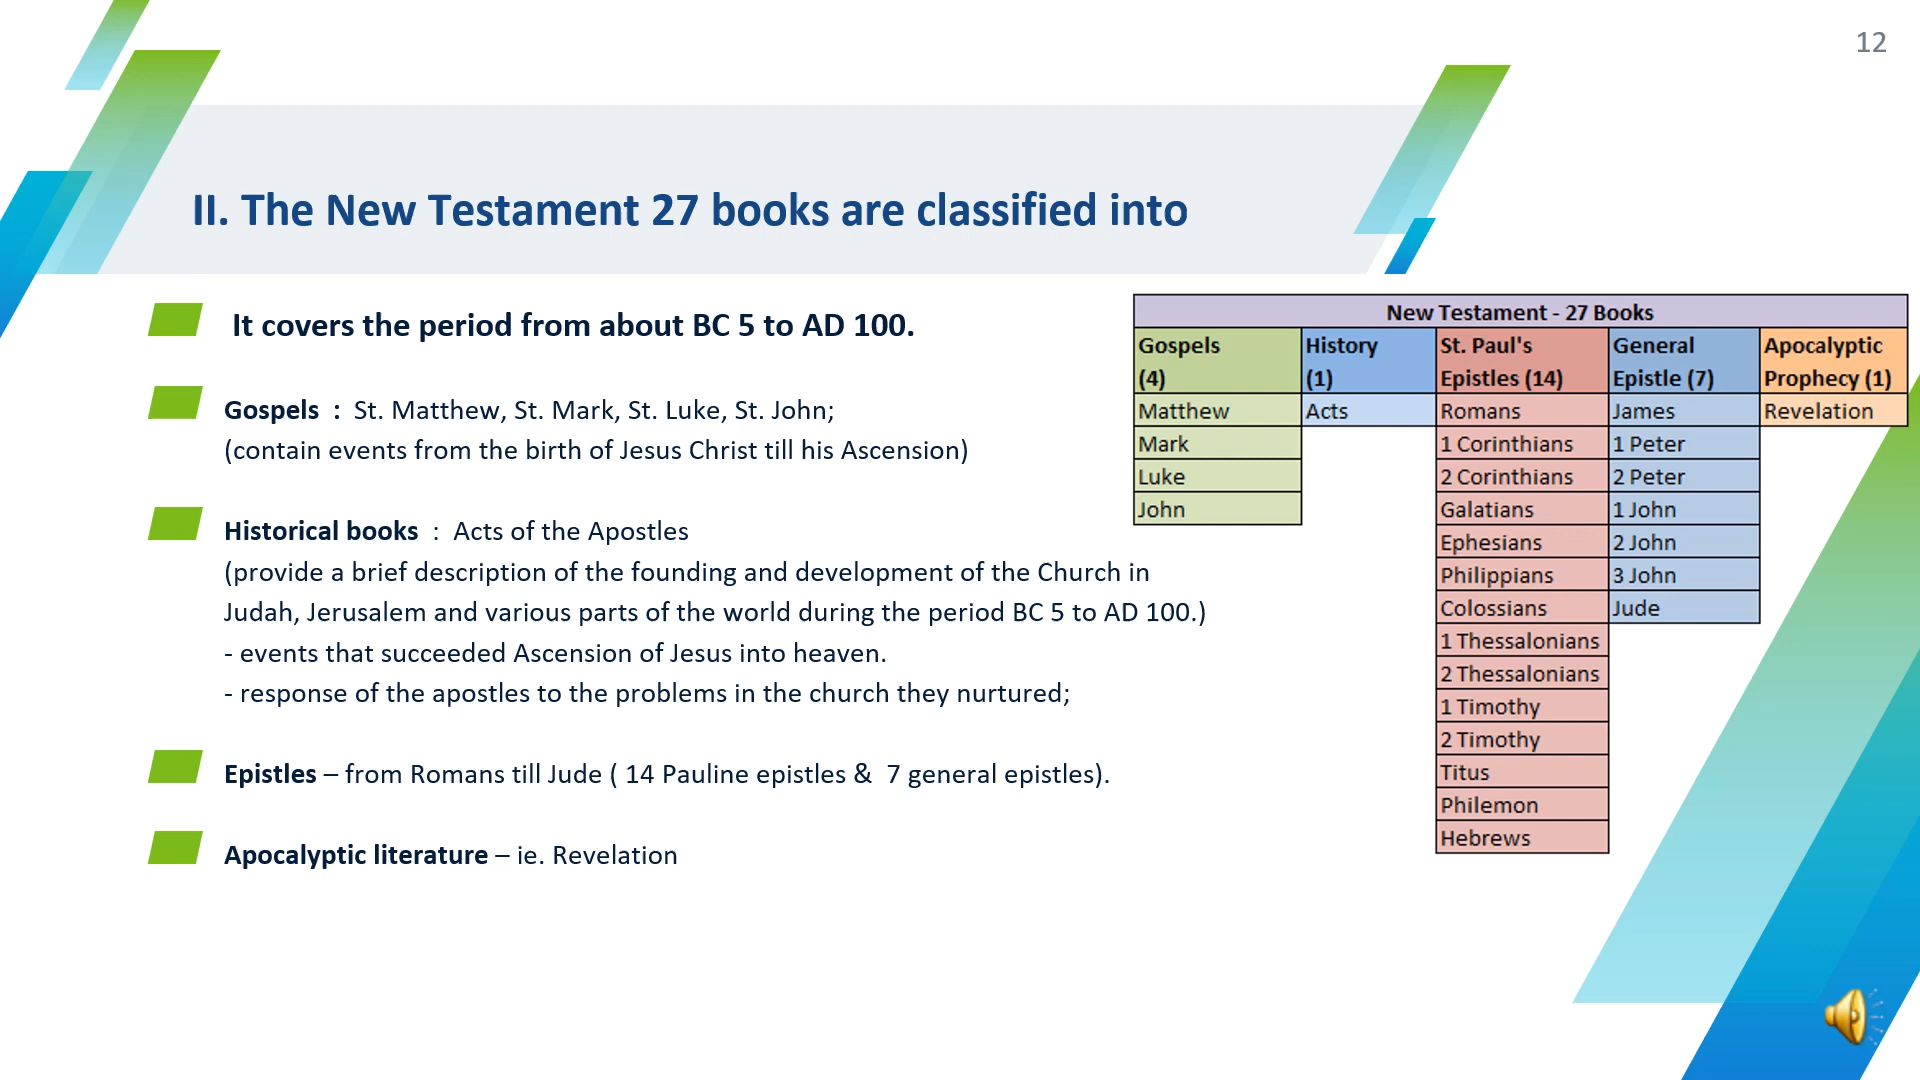 12
II. The New Testament 27 books are classified into
It covers the period from about BC 5 to AD 100.
Gospels : St. Matthew, St. Mark, St. Luke, St. John;
(contain events from the birth of Jesus Christ till his Ascension)
Historical books : Acts of the Apostles
(provide a brief description of the founding and development of the Church in
Judah, Jerusalem and various parts of the world during the period BC 5 to AD 100.)
- events that succeeded Ascension of Jesus into heaven.
- response of the apostles to the problems in the church they nurtured;
Epistles – from Romans till Jude ( 14 Pauline epistles & 7 general epistles).
Apocalyptic literature – ie. Revelation
New Testament - 27 Books
Gospels (4) History (1) St. Paul's Epistles (14) General Epistle (7) Apocalyptic Prophecy (1)
Matthew Acts Romans James Revelation
Mark 1 Corinthians 1 Peter
Luke 2 Corinthians 2 Peter
John Galatians 1 John
Ephesians 2 John
Philippians 3 John
Colossians Jude
1 Thessalonians
2 Thessalonians
1 Timothy
2 Timothy
Titus
Philemon
Hebrews